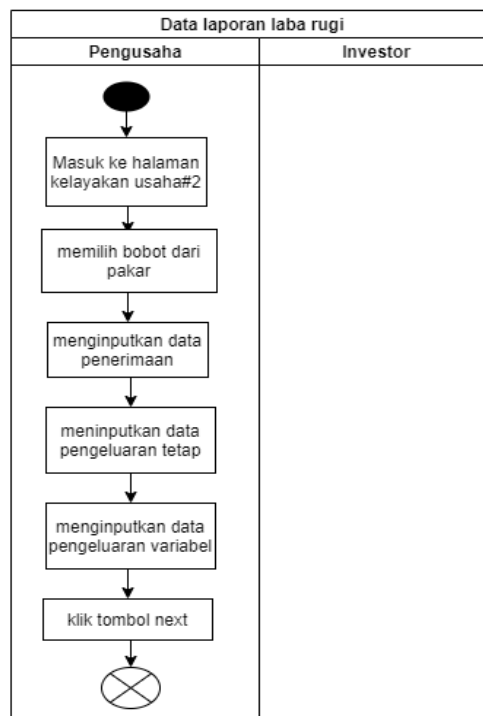 Data laporan laba rugi
Pengusaha
Investor
Masuk ke halaman
kelayakan usaha#2
memilih bobot dari
pakar
menginputkan data
penerimaan
meninputkan data
pengeluaran tetap
menginputkan data
pengeluaran variabel
klik tombol next